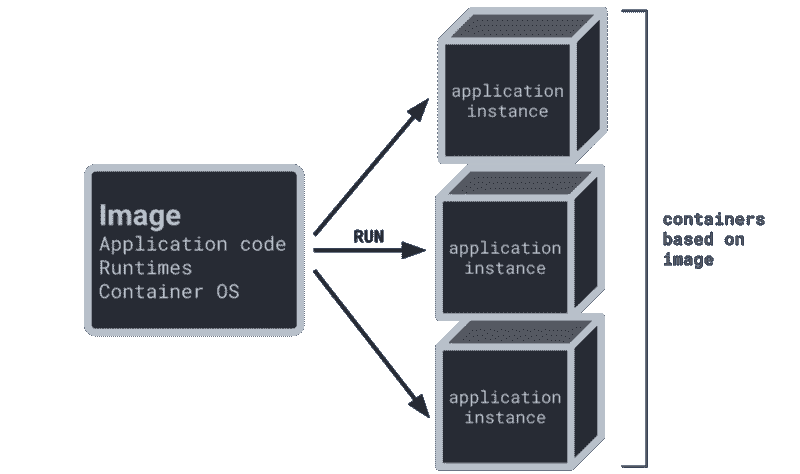 Image
Application code
Runtimes
Container OS
RUN
application
instance
application
instance
application
instance
containers
based on
image